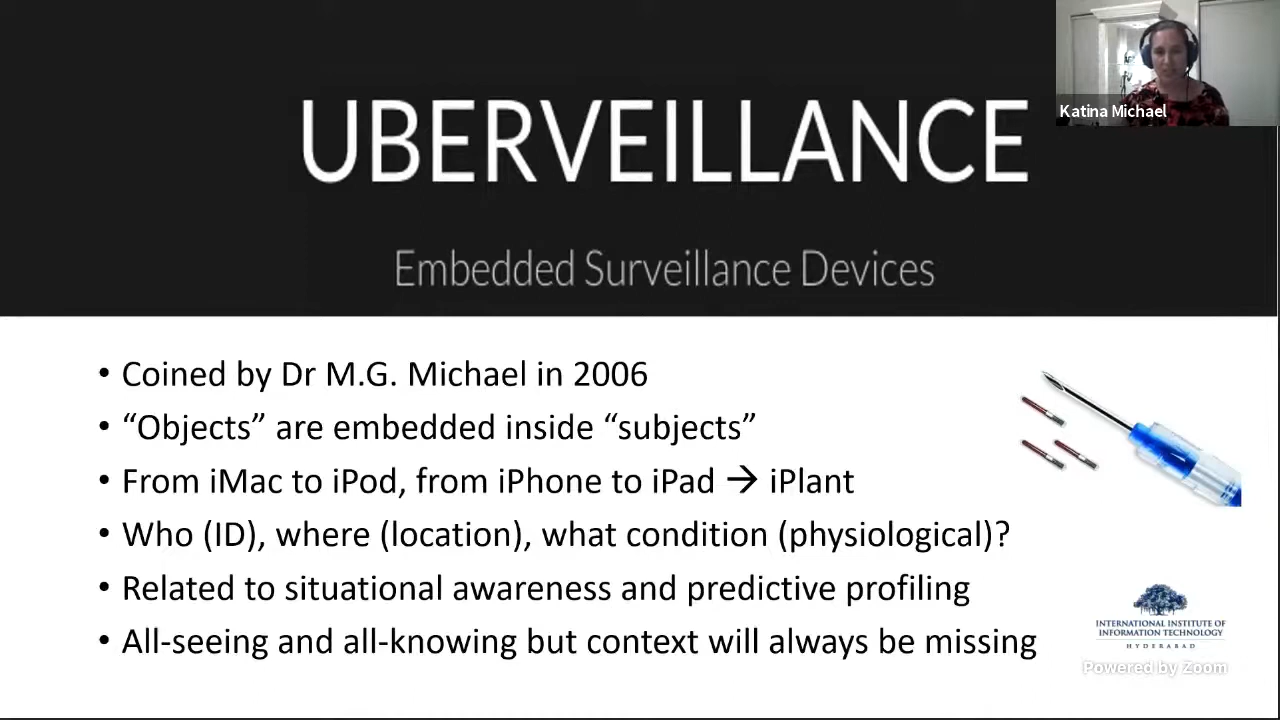 UBERVEILLANCE
Katina Michael
Embedded Surveillance Devices
• Coined by Dr M.G. Michael in 2006
• “Objects” are embedded inside “subjects”
• From iMac to iPod, from iPhone to iPad → iPlant
• Who (ID), where (location), what condition (physiological)?
• Related to situational awareness and predictive profiling
• All-seeing and all-knowing but context will always be missing
INTERNATIONAL INSTITUTE OF
INFORMATION TECHNOLOGY
HYDERABAD
Powered by Zoom